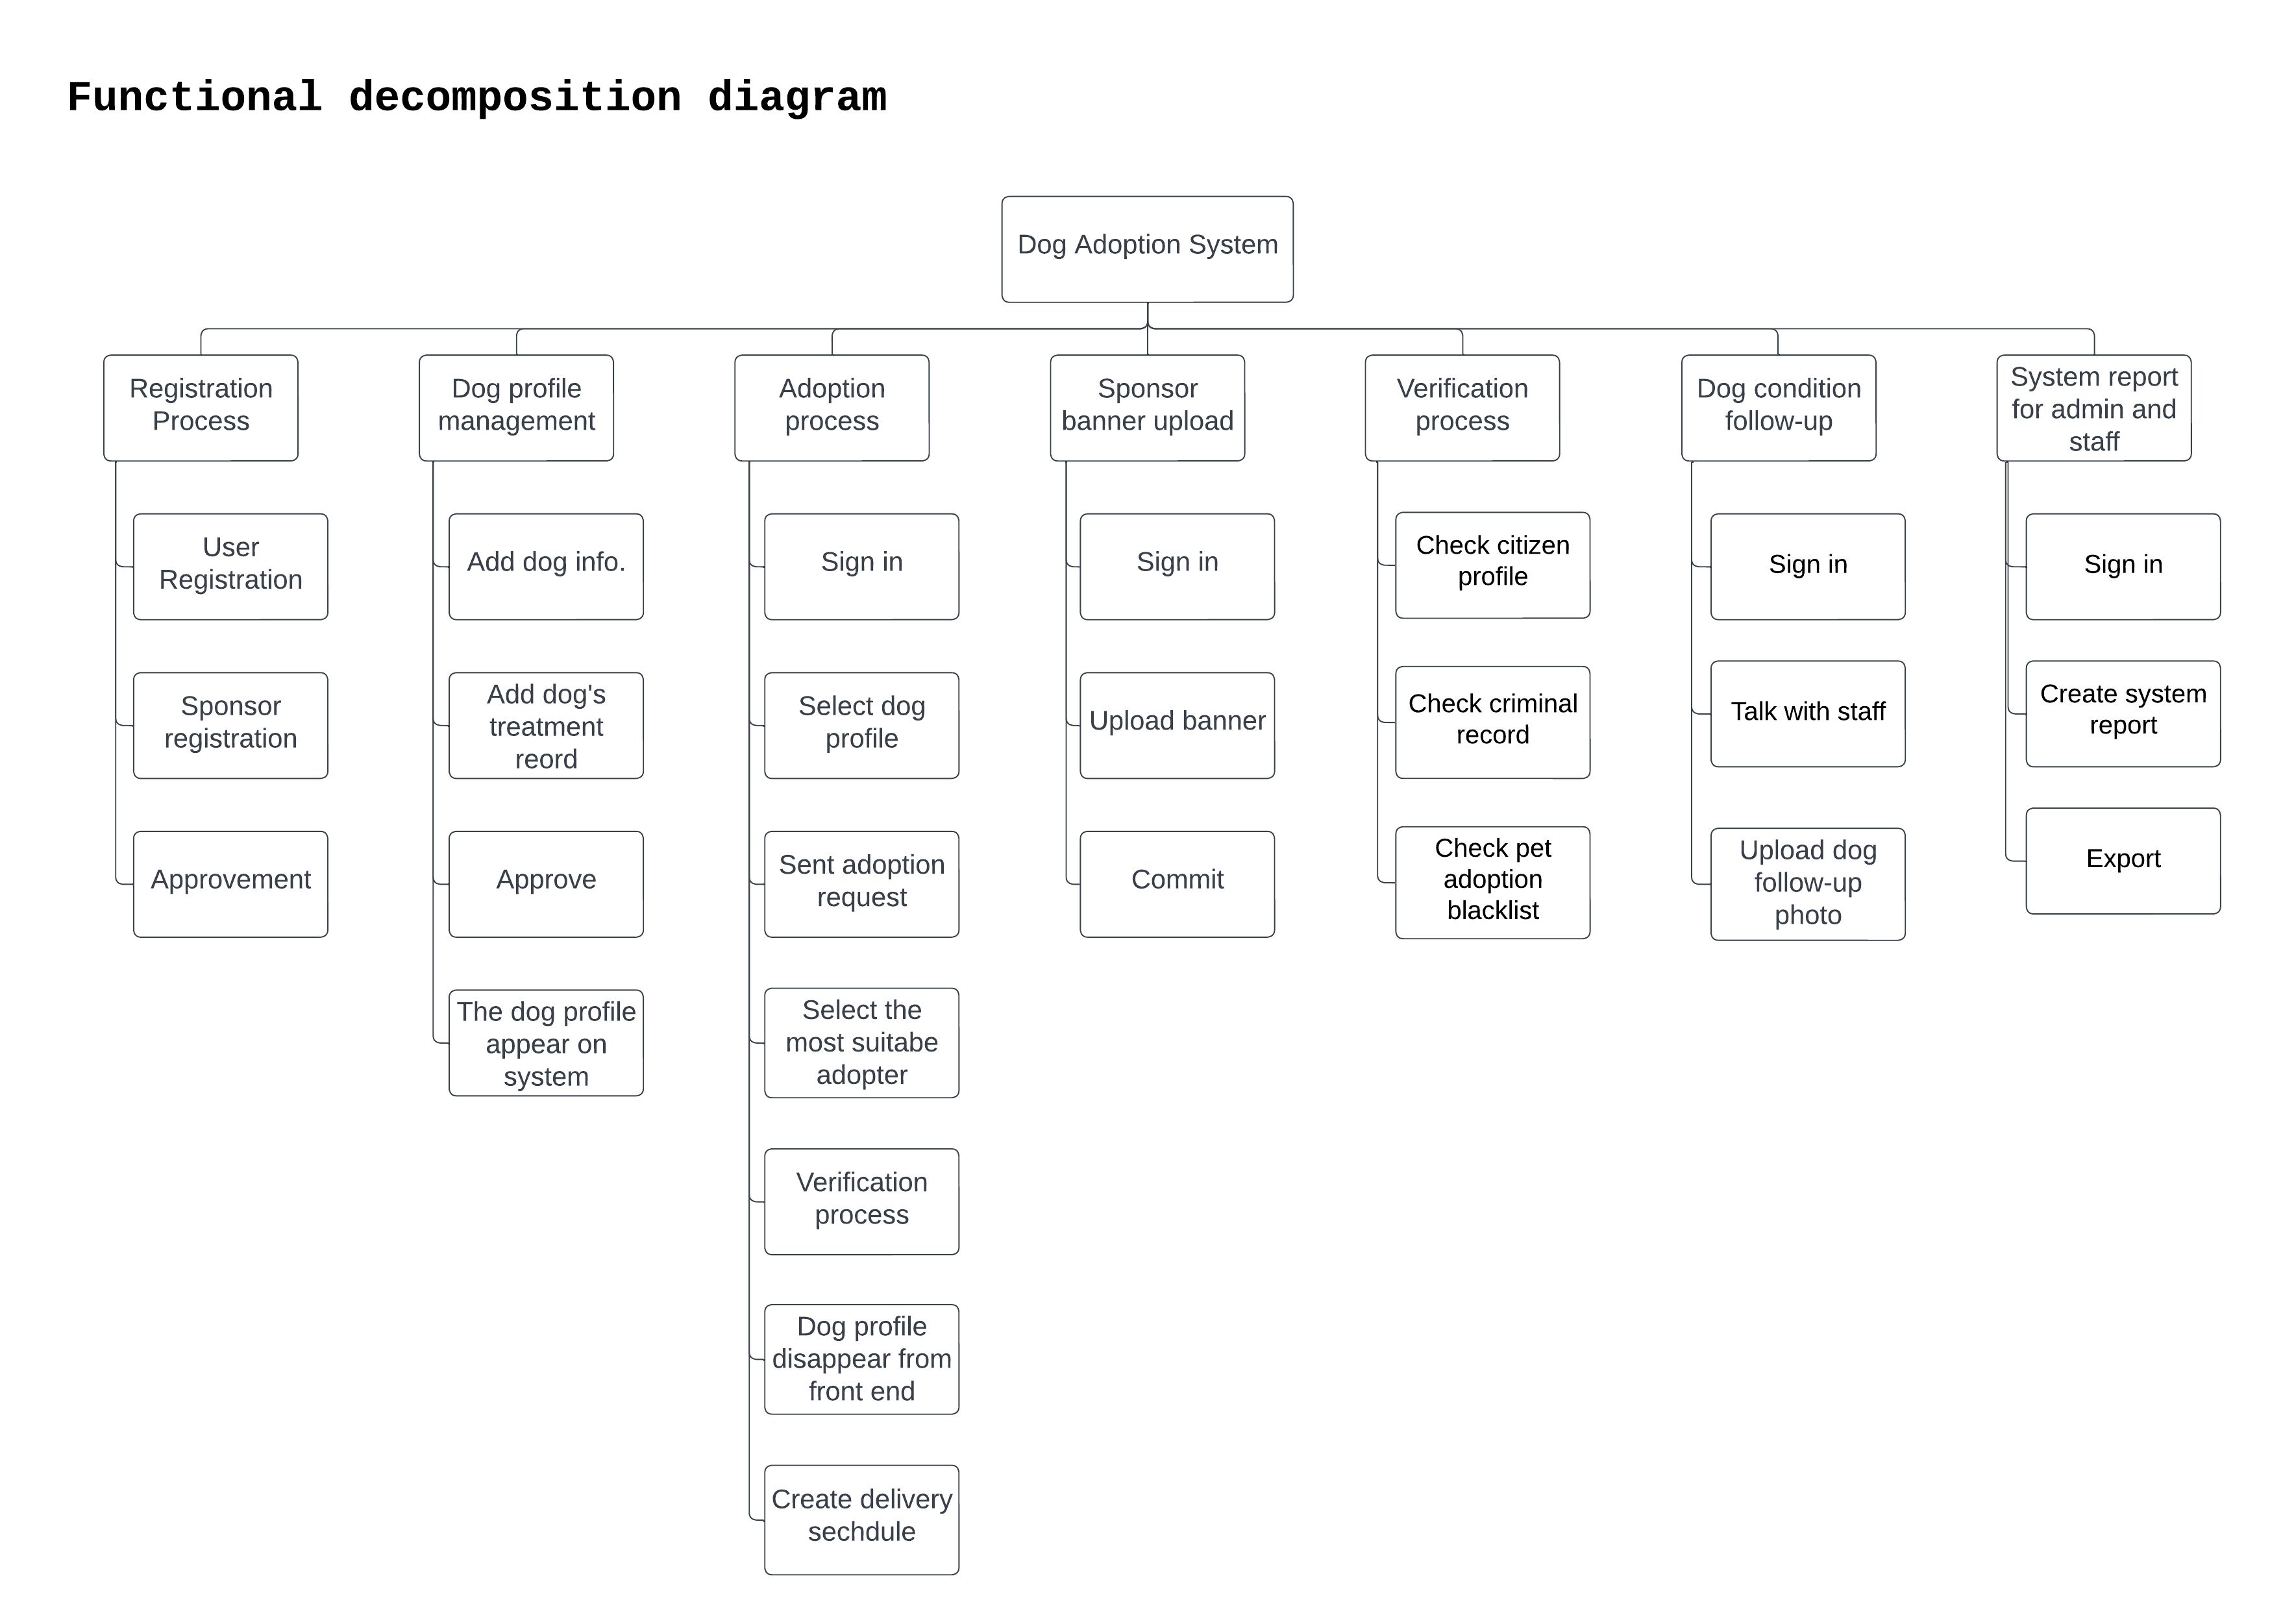 Functional decomposition diagram
Dog Adoption System
Registration
Process
Dog profile
management
Adoption
process
Sponsor
banner upload
Verification
process
Dog condition
follow-up
System report
for admin and
staff
User
Registration
Sponsor
registration
Approvement
Add dog info.
Add dog's
treatment
reord
Approve
The dog profile
appear on
system
Sign in
Select dog
profile
Sent adoption
request
Select the
most suitabe
adopter
Verification
process
Dog profile
disappear from
front end
Create delivery
sechdule
Sign in
Upload banner
Commit
Check citizen
profile
Check criminal
record
Check pet
adoption
blacklist
Sign in
Talk with staff
Upload dog
follow-up
photo
Sign in
Create system
report
Export